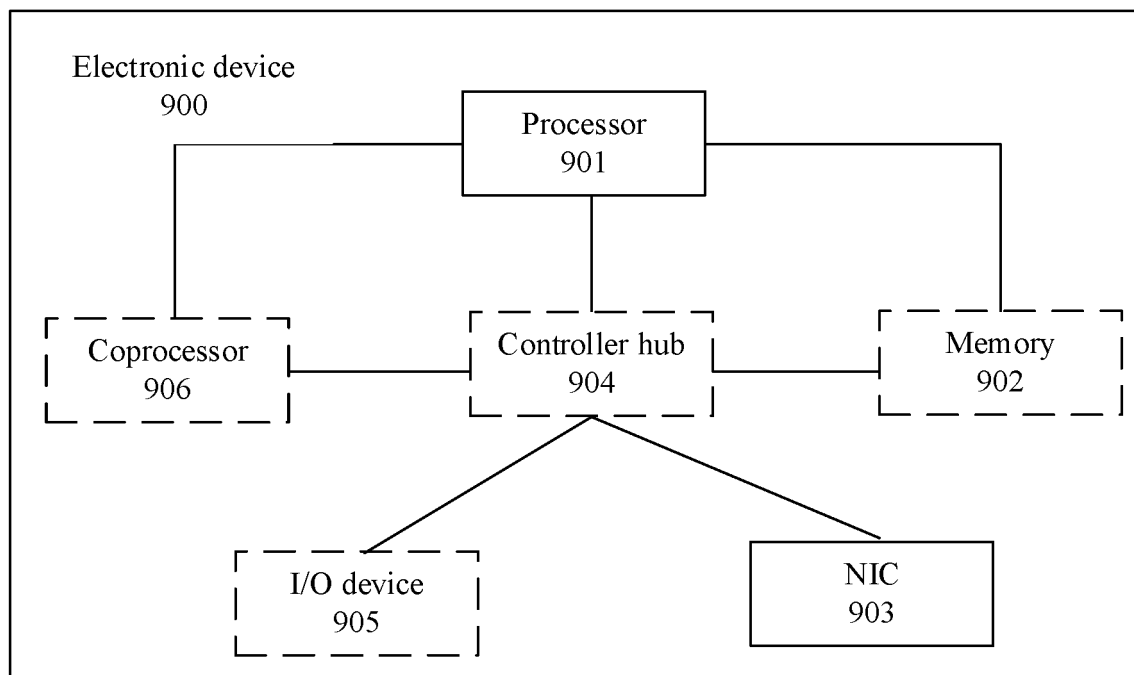 Electronic device
900
Processor
901
Coprocessor
906
Controller hub
904
Memory
902
I/O device
905
NIC
903